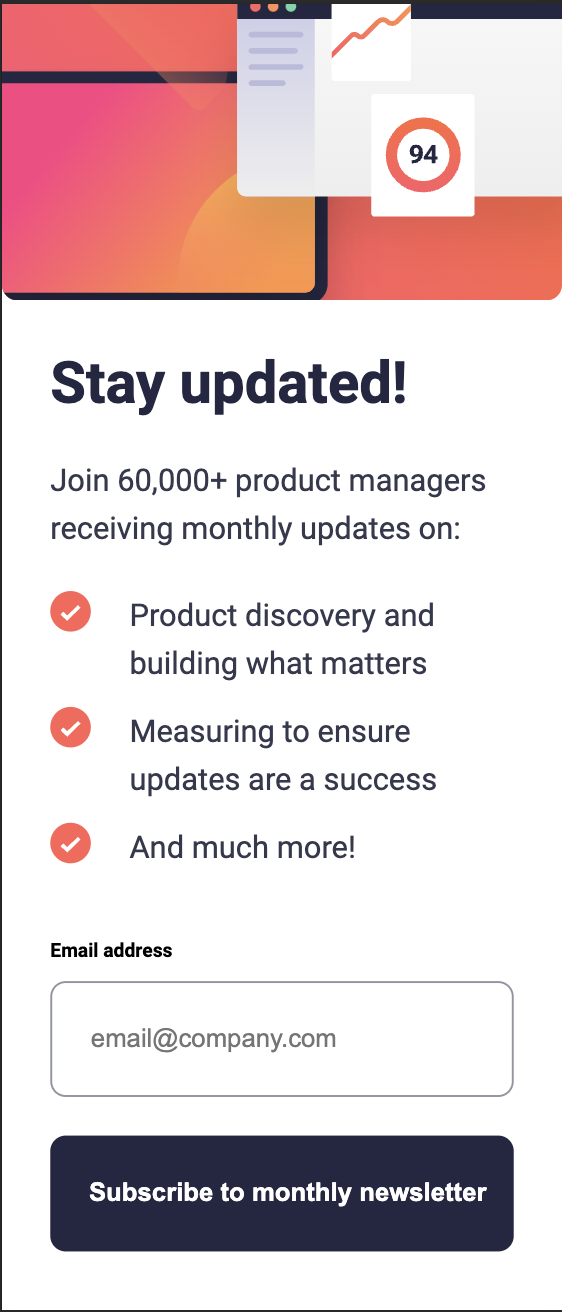 94
Stay updated!
Join 60,000+ product managers
receiving monthly updates on:
Product discovery and
building what matters
Measuring to ensure
updates are a success
And much more!
Email address
email@company.com
Subscribe to monthly newsletter